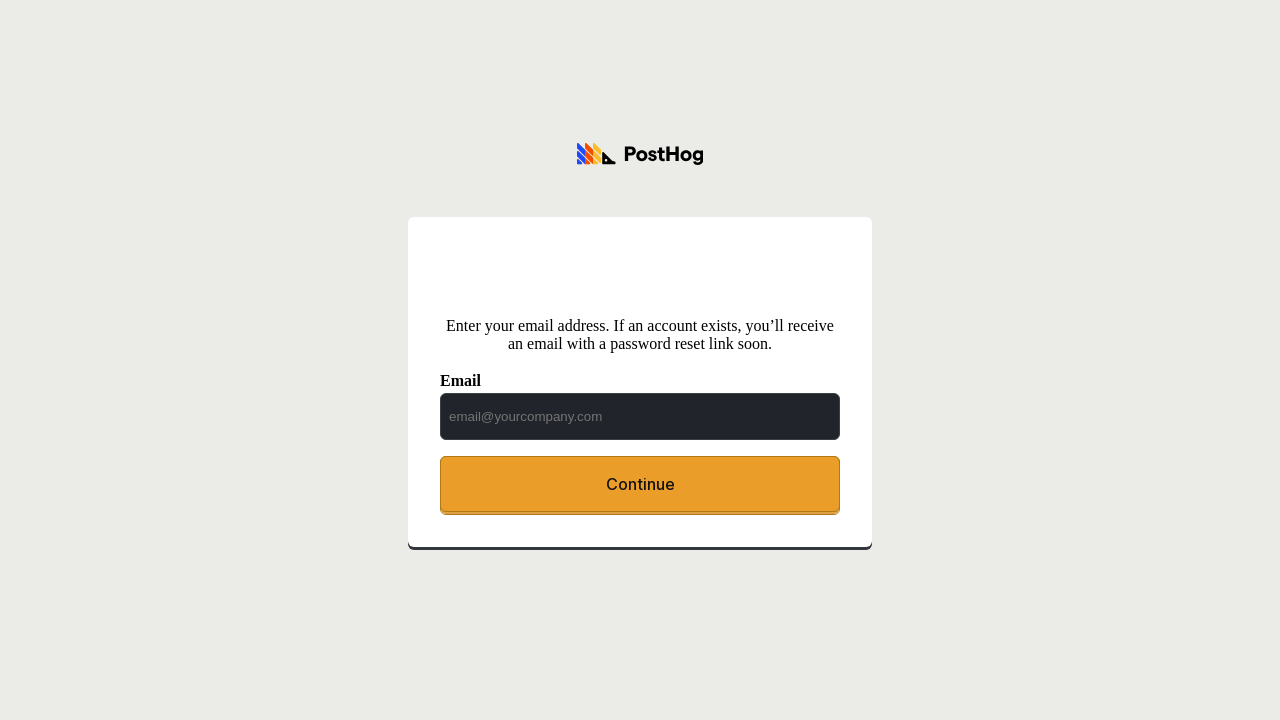 PostHog
Enter your email address. If an account exists, you’ll receive
an email with a password reset link soon.
Email
email@yourcompany.com
Continue